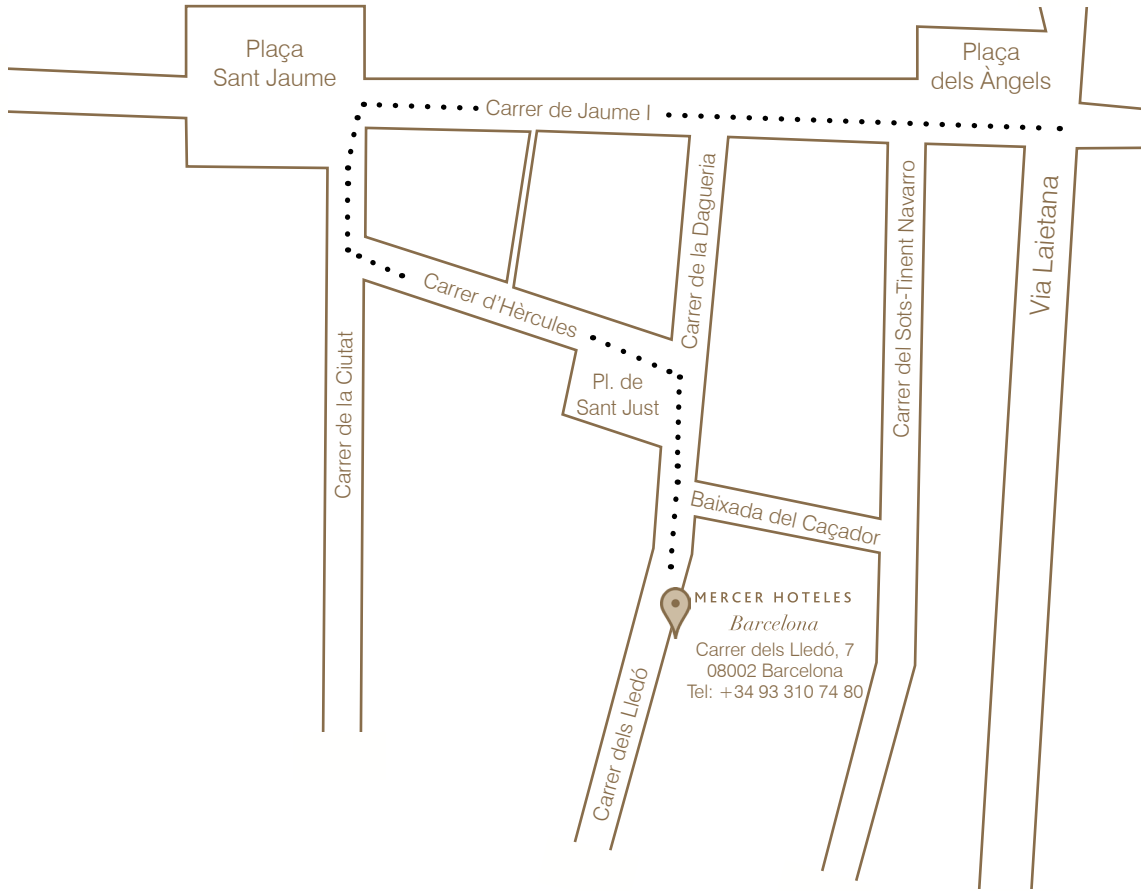 Plaça
Sant Jaume
Plaça
dels Àngels
Carrer de Jaume I
Carrer de la Dagueria
Carrer del Sots-Tinent Navarro
Via Laietana
Carrer d'Hèrcules
Carrer de la Ciutat
Pl. de
Sant Just
Baixada del Caçador
MERCER HOTELES
Barcelona
Carrer dels Lledó, 7
08002 Barcelona
Tel: +34 93 310 74 80
Carrer dels Lledó